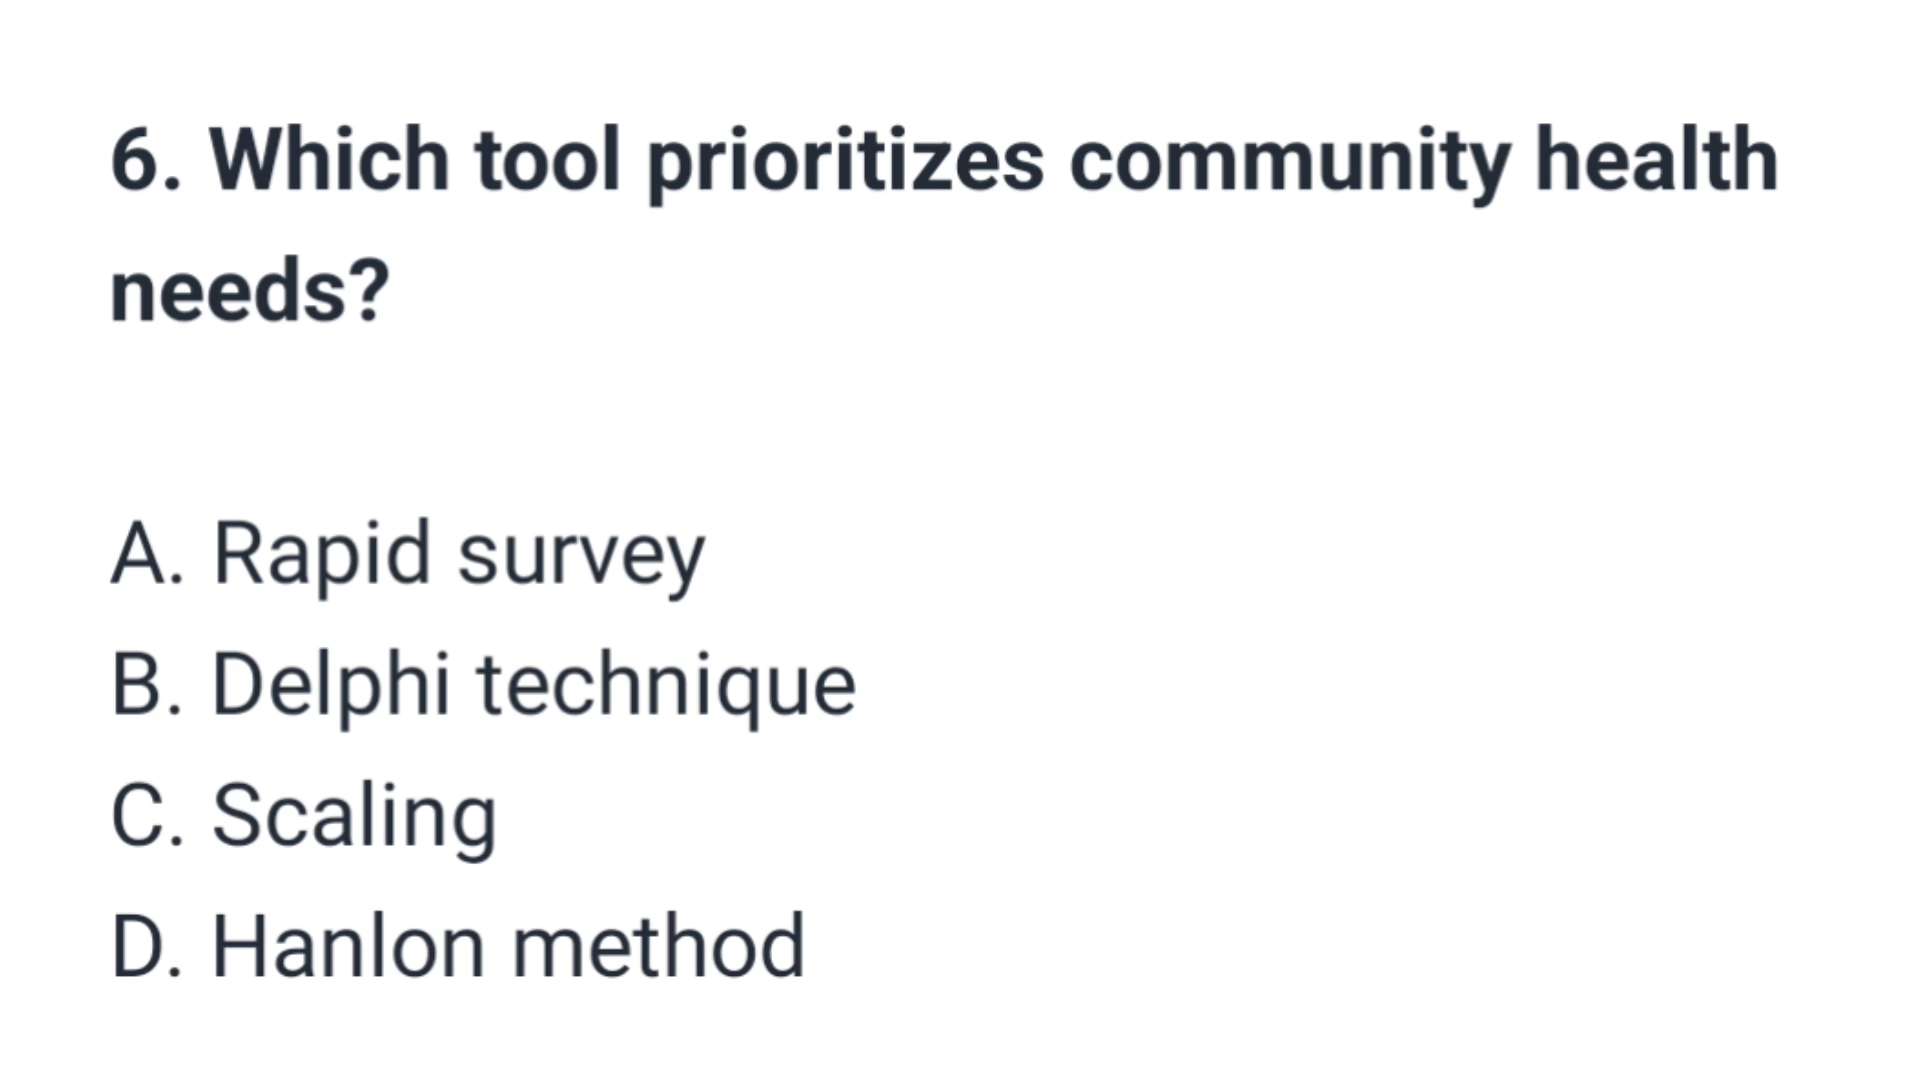 6. Which tool prioritizes community health
needs?
A. Rapid survey
B. Delphi technique
C. Scaling
D. Hanlon method